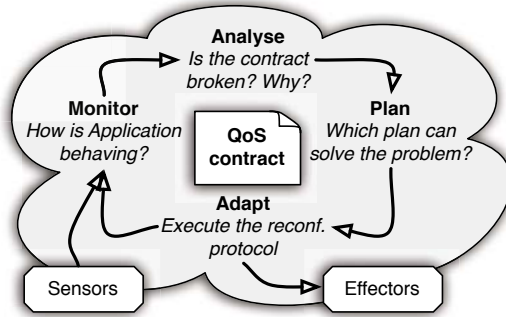 Analyse
Is the contract
broken? Why?
Monitor
How is Application
behaving?
QoS
contract
Plan
Which plan can
solve the problem?
Adapt
Execute the reconf.
protocol
Sensors
Effectors